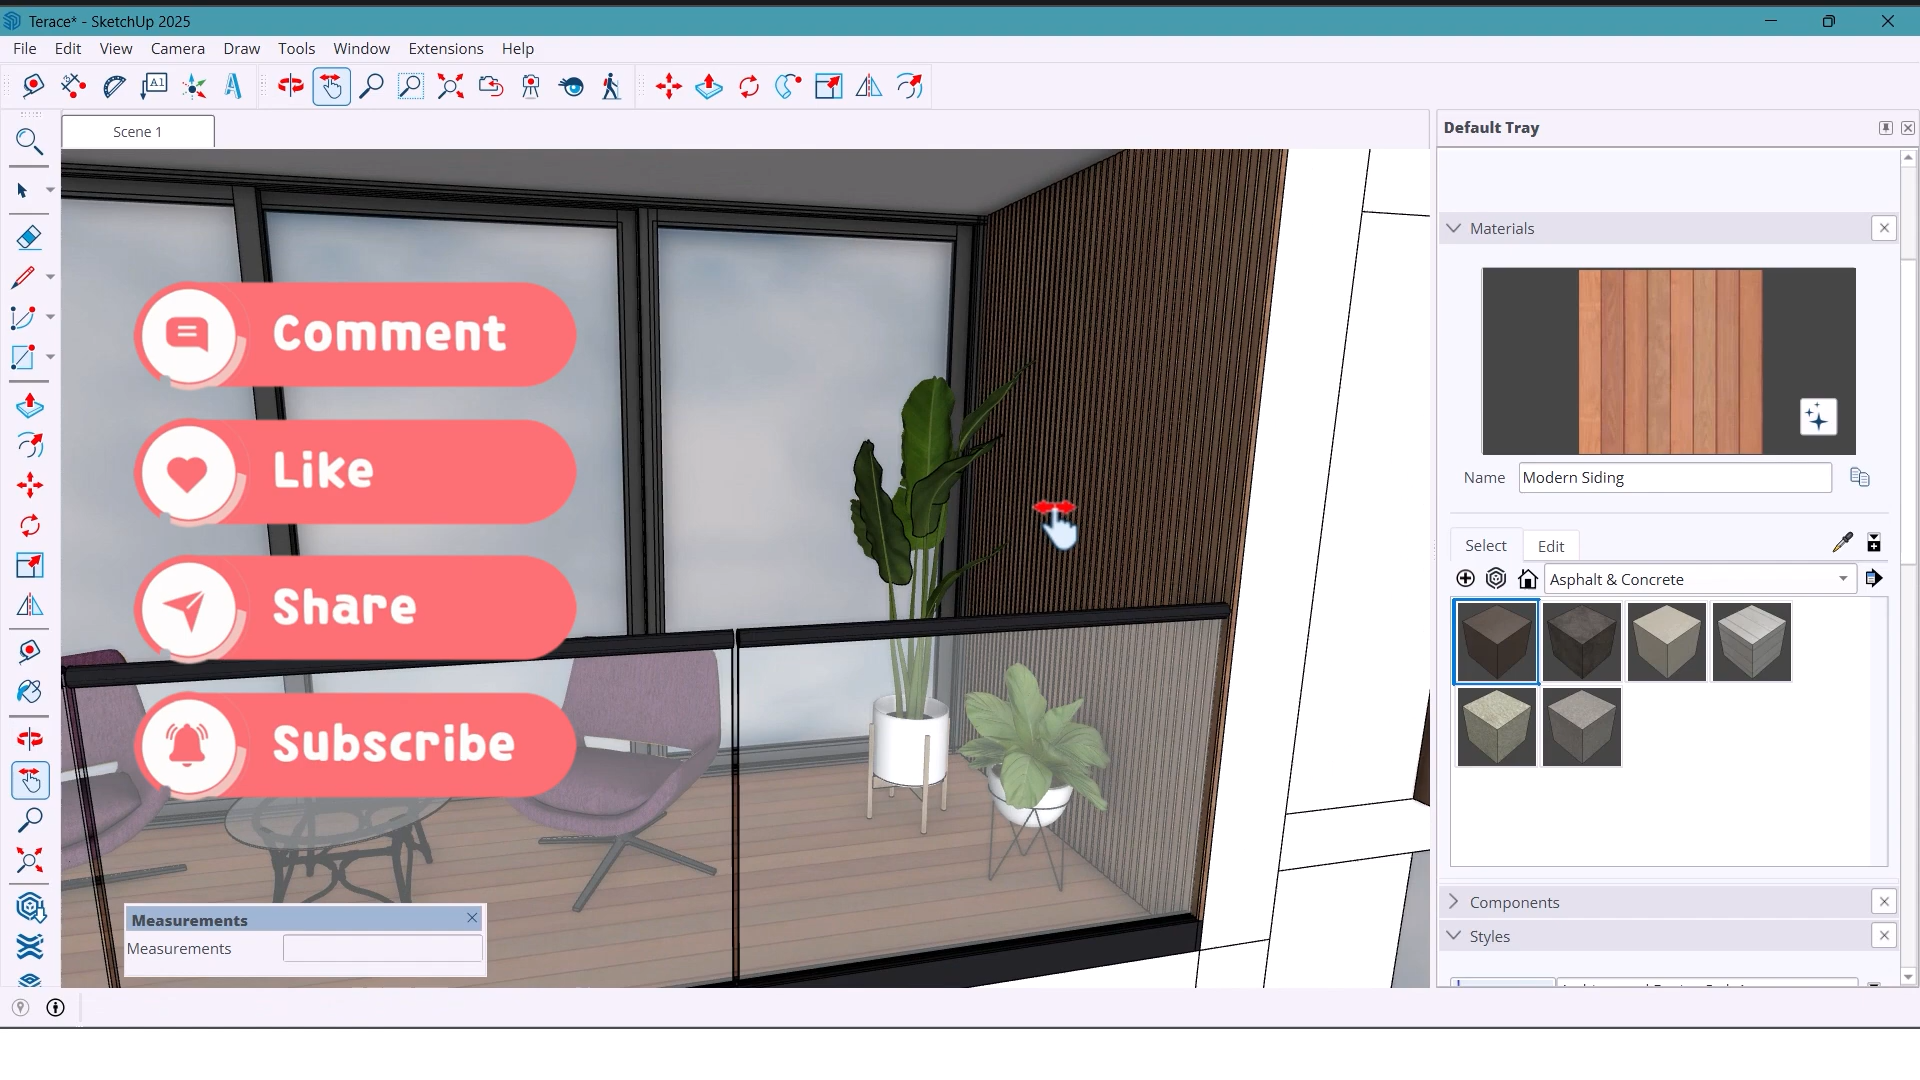 Terace* - SketchUp 2025
File Edit View Camera Draw Tools Window Extensions Help
A1
Scene 1
Default Tray
Materials
Name Modern Siding
Select Edit
Asphalt & Concrete
Components
Styles
Comment
Like
Share
Subscribe
Measurements
Measurements